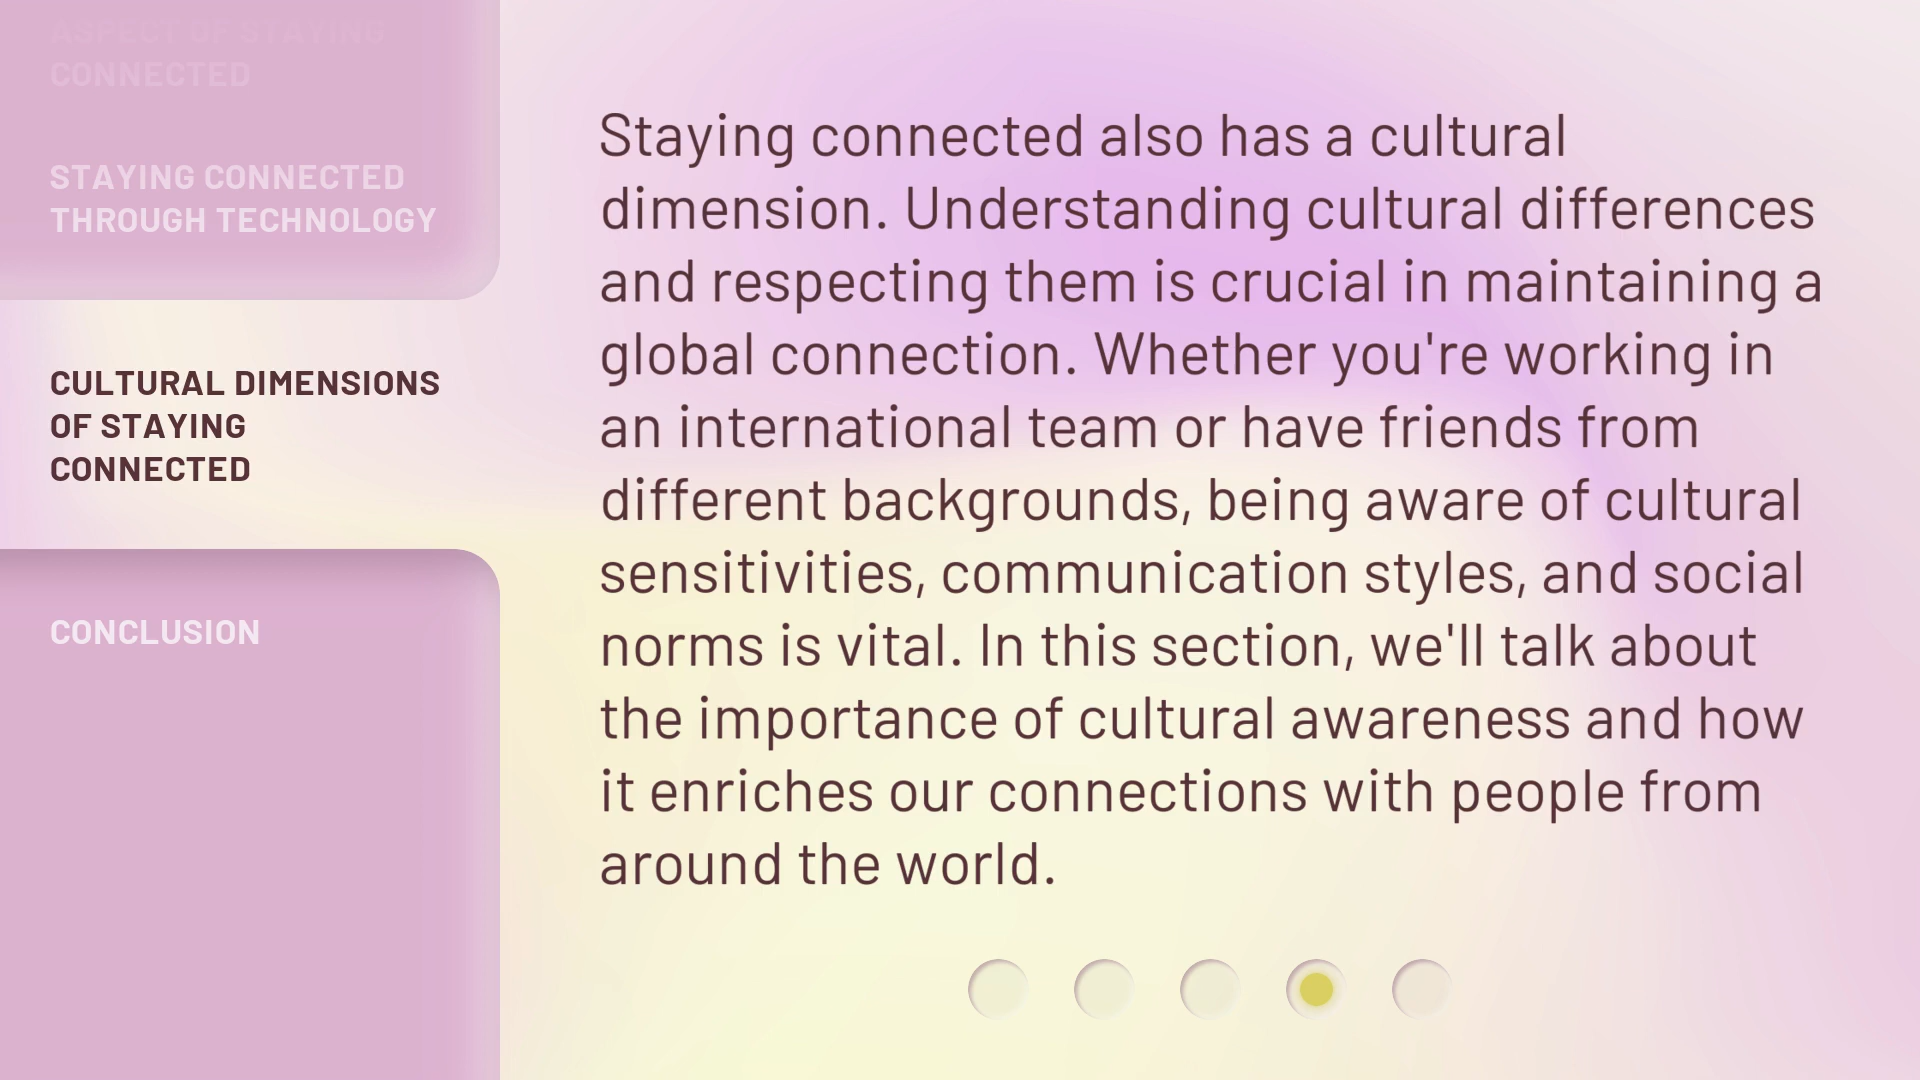 ASPECT OF STAYING
CONNECTED
STAYING CONNECTED
THROUGH TECHNOLOGY
CULTURAL DIMENSIONS
OF STAYING
CONNECTED
CONCLUSION
Staying connected also has a cultural
dimension. Understanding cultural differences
and respecting them is crucial in maintaining a
global connection. Whether you're working in
an international team or have friends from
different backgrounds, being aware of cultural
sensitivities, communication styles, and social
norms is vital. In this section, we'll talk about
the importance of cultural awareness and how
it enriches our connections with people from
around the world.